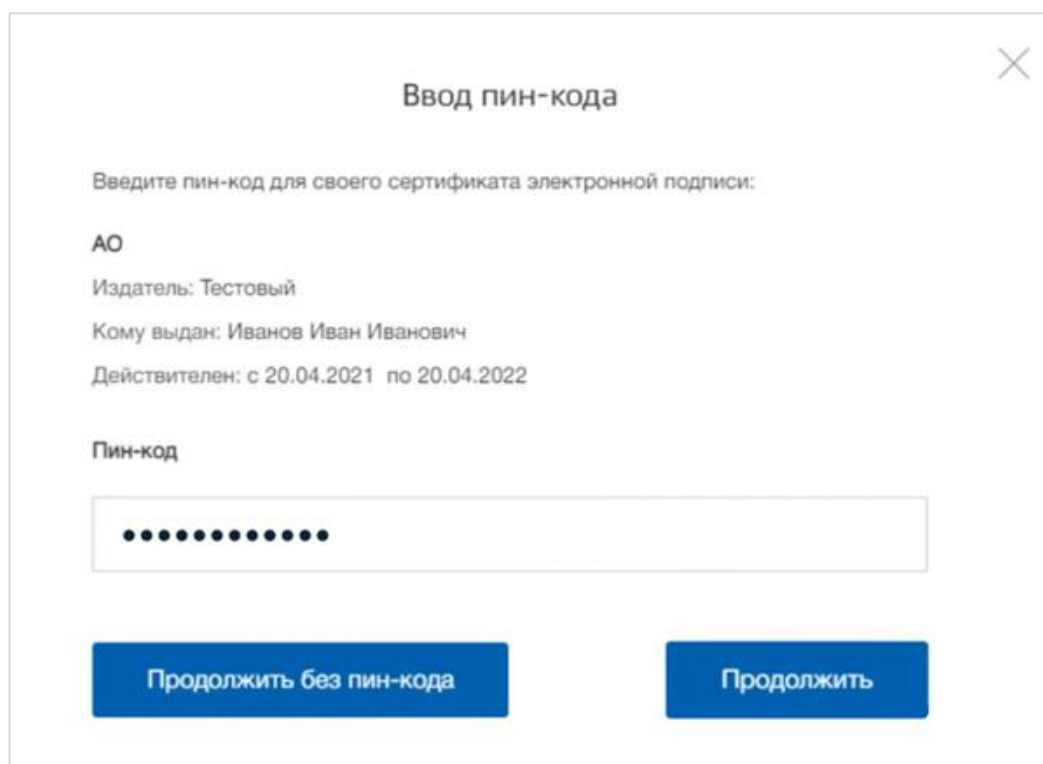 Ввод пин-кода
Введите пин-код для своего сертификата электронной подписи:
АО
Издатель: Тестовый
Кому выдан: Иванов Иван Иванович
Действителен: с 20.04.2021 по 20.04.2022
Пин-код
••••••••••••
Продолжить без пин-кода
Продолжить